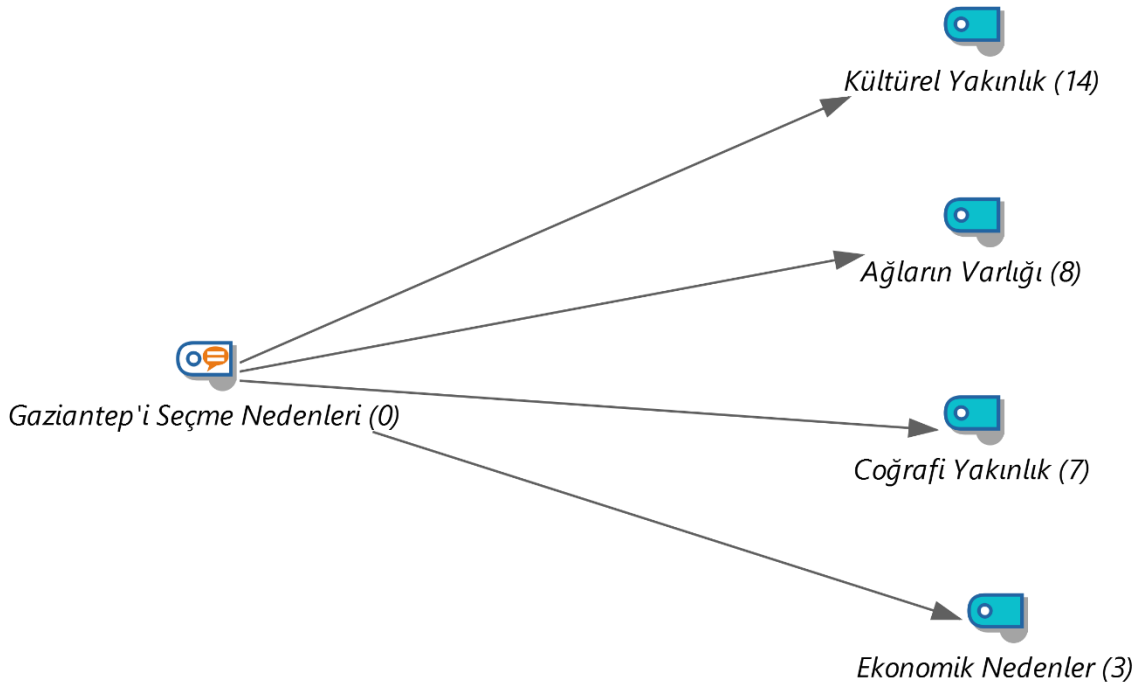 Kültürel Yakınlık (14)
Ağların Varlığı (8)
Gaziantep'i Seçme Nedenleri (0)
Coğrafi Yakınlık (7)
Ekonomik Nedenler (3)